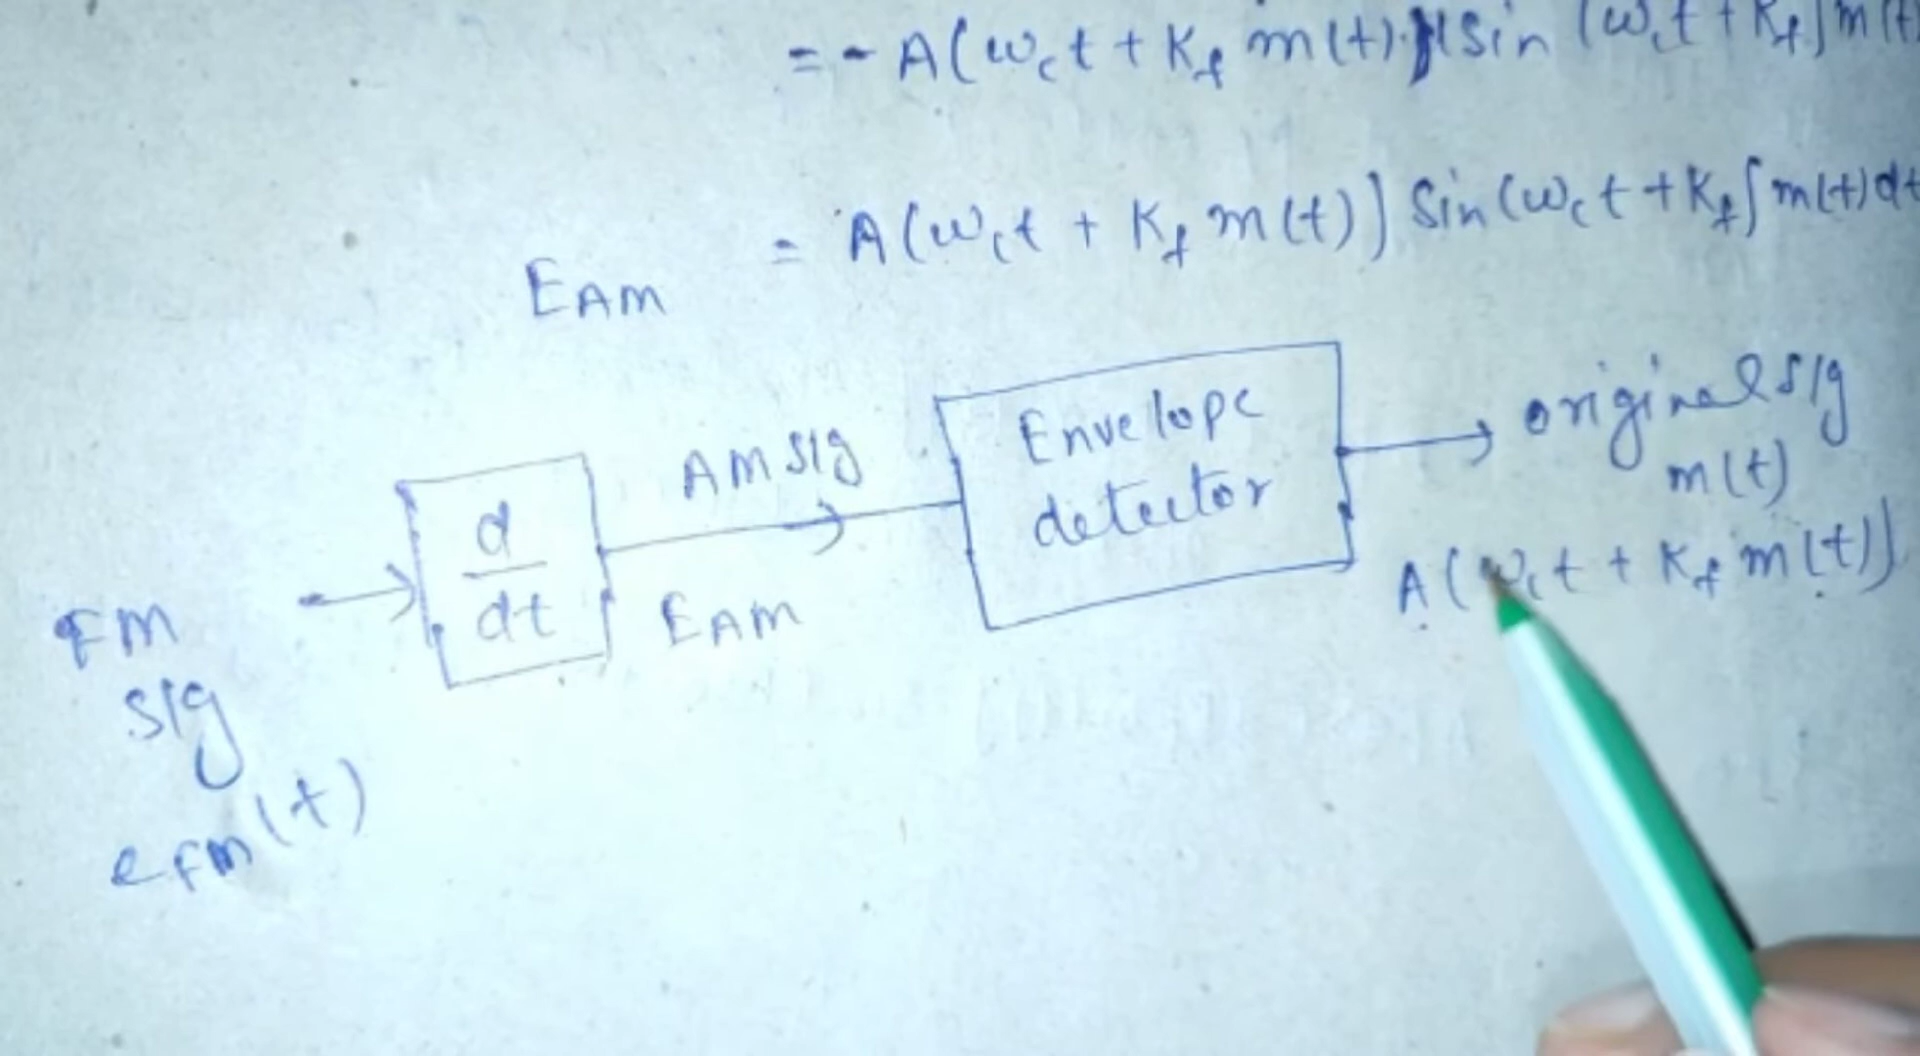 = - A(ωct + Kf m(t)) Sin (ωct + Kf ∫m(t)
= A(ωct + Kf m(t))] Sin(ωct + Kf ∫ m(t)dt
EAM
AM sig
Envelope
detector
original sig
m(t)
d
dt
EAM
A(ωct + Kf m(t))
FM
sig
eFM(t)